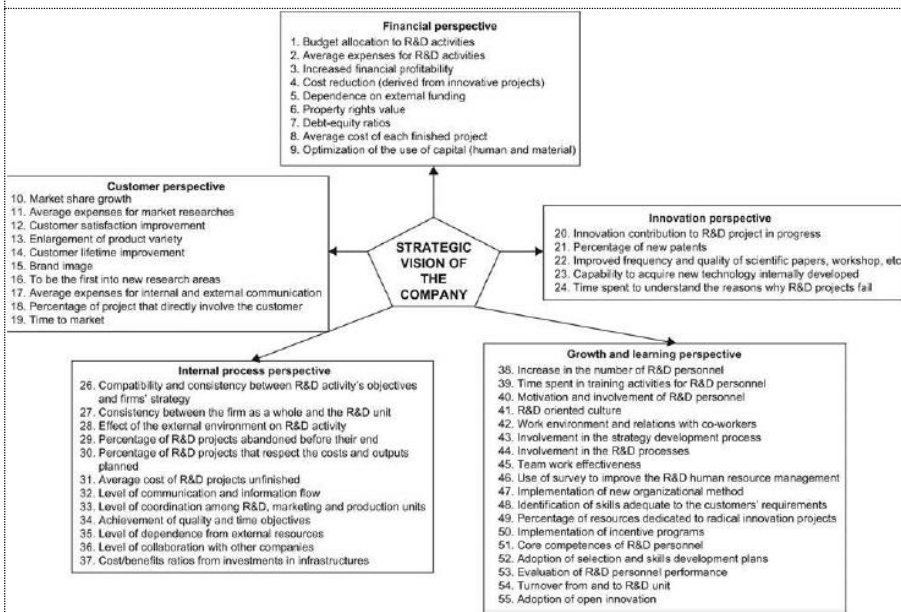 Financial perspective
1. Budget allocation to R&D activities
2. Average expenses for R&D activities
3. Increased financial profitability
4. Cost reduction (derived from innovative projects)
5. Dependence on external funding
6. Property rights value
7. Debt-equity ratios
8. Average cost of each finished project
9. Optimization of the use of capital (human and material)
Customer perspective
10. Market share growth
11. Average expenses for market researches
12. Customer satisfaction improvement
13. Enlargement of product variety
14. Customer lifetime improvement
15. Brand image
16. To be the first into new research areas
17. Average expenses for internal and external communication
18. Percentage of project that directly involve the customer
19. Time to market
STRATEGIC
VISION OF
THE
COMPANY
Innovation perspective
20. Innovation contribution to R&D project in progress
21. Percentage of new patents
22. Improved frequency and quality of scientific papers, workshop, etc
23. Capability to acquire new technology internally developed
24. Time spent to understand the reasons why R&D projects fail
Internal process perspective
26. Compatibility and consistency between R&D activity's objectives
and firms' strategy
27. Consistency between the firm as a whole and the R&D unit
28. Effect of the external environment on R&D activity
29. Percentage of R&D projects abandoned before their end
30. Percentage of R&D projects that respect the costs and outputs
planned
31. Average cost of R&D projects unfinished
32. Level of communication and information flow
33. Level of coordination among R&D, marketing and production units
34. Achievement of quality and time objectives
35. Level of dependence from external resources
36. Level of collaboration with other companies
37. Cost/benefits ratios from investments in infrastructures
Growth and learning perspective
38. Increase in the number of R&D personnel
39. Time spent in training activities for R&D personnel
40. Motivation and involvement of R&D personnel
41. R&D oriented culture
42. Work environment and relations with co-workers
43. Involvement in the strategy development process
44. Involvement in the R&D processes
45. Team work effectiveness
46. Use of survey to improve the R&D human resource management
47. Implementation of new organizational method
48. Identification of skills adequate to the customers' requirements
49. Percentage of resources dedicated to radical innovation projects
50. Implementation of incentive programs
51. Core competences of R&D personnel
52. Adoption of selection and skills development plans
53. Evaluation of R&D personnel performance
54. Turnover from and to R&D unit
55. Adoption of open innovation